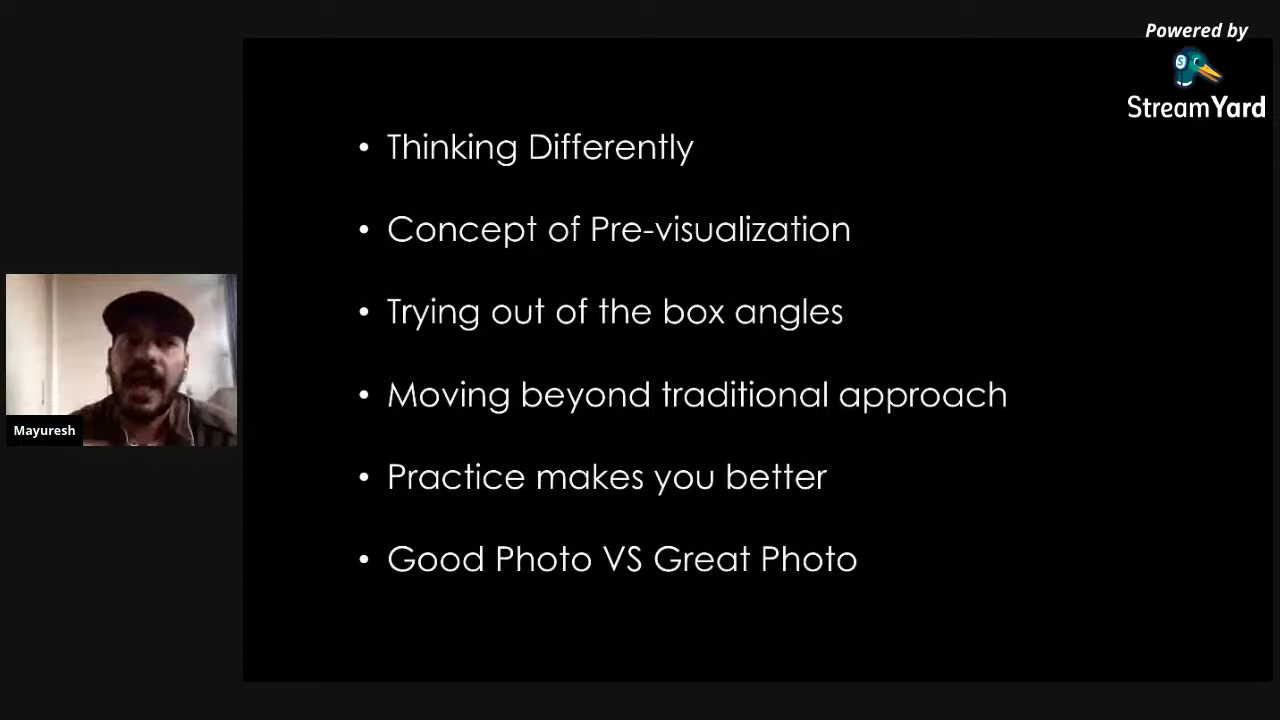 Powered by
StreamYard
• Thinking Differently
• Concept of Pre-visualization
• Trying out of the box angles
• Moving beyond traditional approach
• Practice makes you better
• Good Photo VS Great Photo
Mayuresh